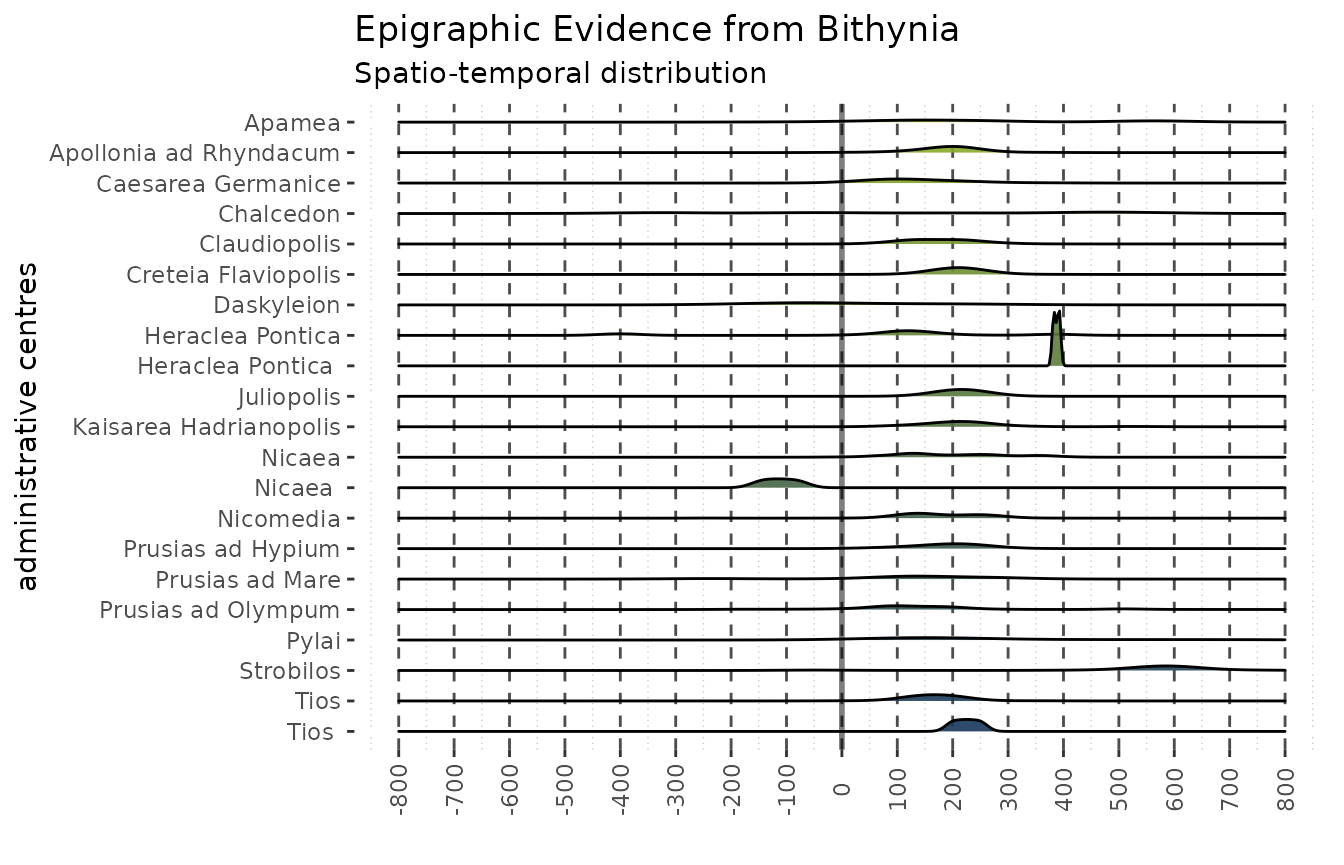 Epigraphic Evidence from Bithynia
Spatio-temporal distribution
administrative centres
Apamea
Apollonia ad Rhyndacum
Caesarea Germanice
Chalcedon
Claudiopolis
Creteia Flaviopolis
Daskyleion
Heraclea Pontica
Heraclea Pontica
Juliopolis
Kaisarea Hadrianopolis
Nicaea
Nicaea
Nicomedia
Prusias ad Hypium
Prusias ad Mare
Prusias ad Olympum
Pylai
Strobilos
Tios
Tios
-800 -700 -600 -500 -400 -300 -200 -100 0 100 200 300 400 500 600 700 800